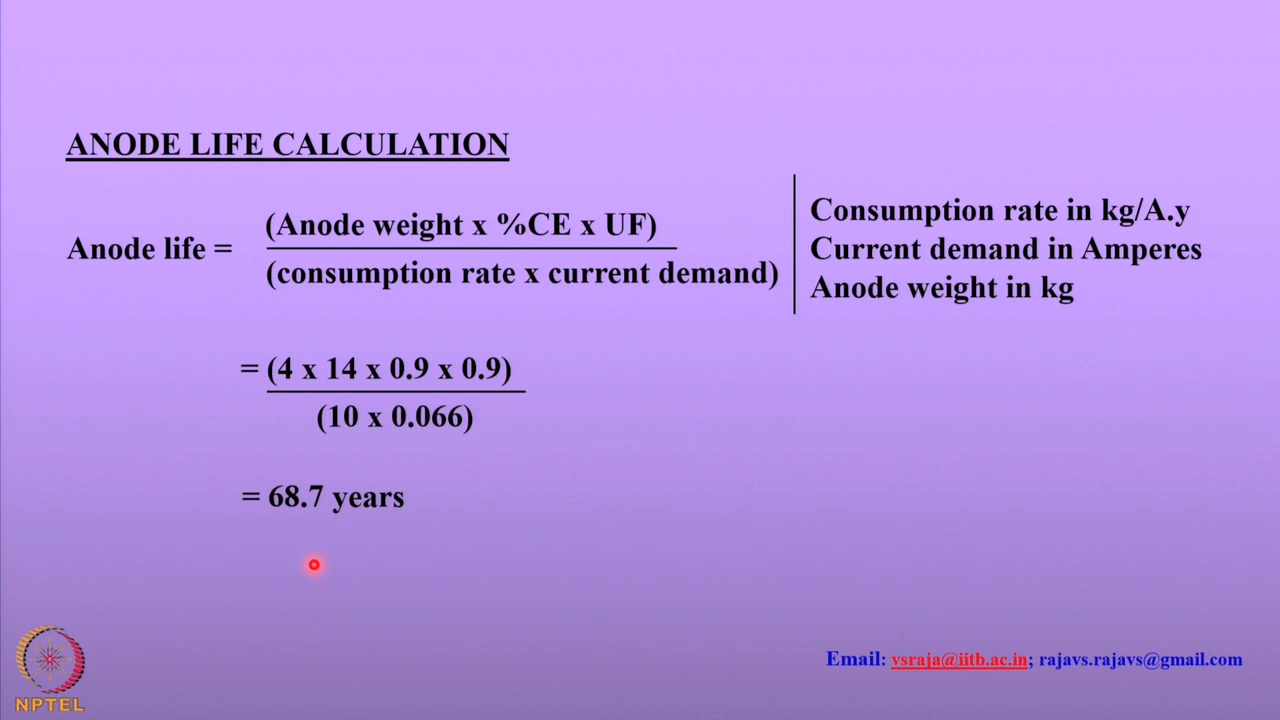 ANODE LIFE CALCULATION
(Anode weight x %CE x UF)
Anode life =
(consumption rate x current demand)
Consumption rate in kg/A.y
Current demand in Amperes
Anode weight in kg
= (4 x 14 x 0.9 x 0.9)
(10 x 0.066)
= 68.7 years
Email: vsraja@iitb.ac.in; rajavs.rajavs@gmail.com
NPTEL